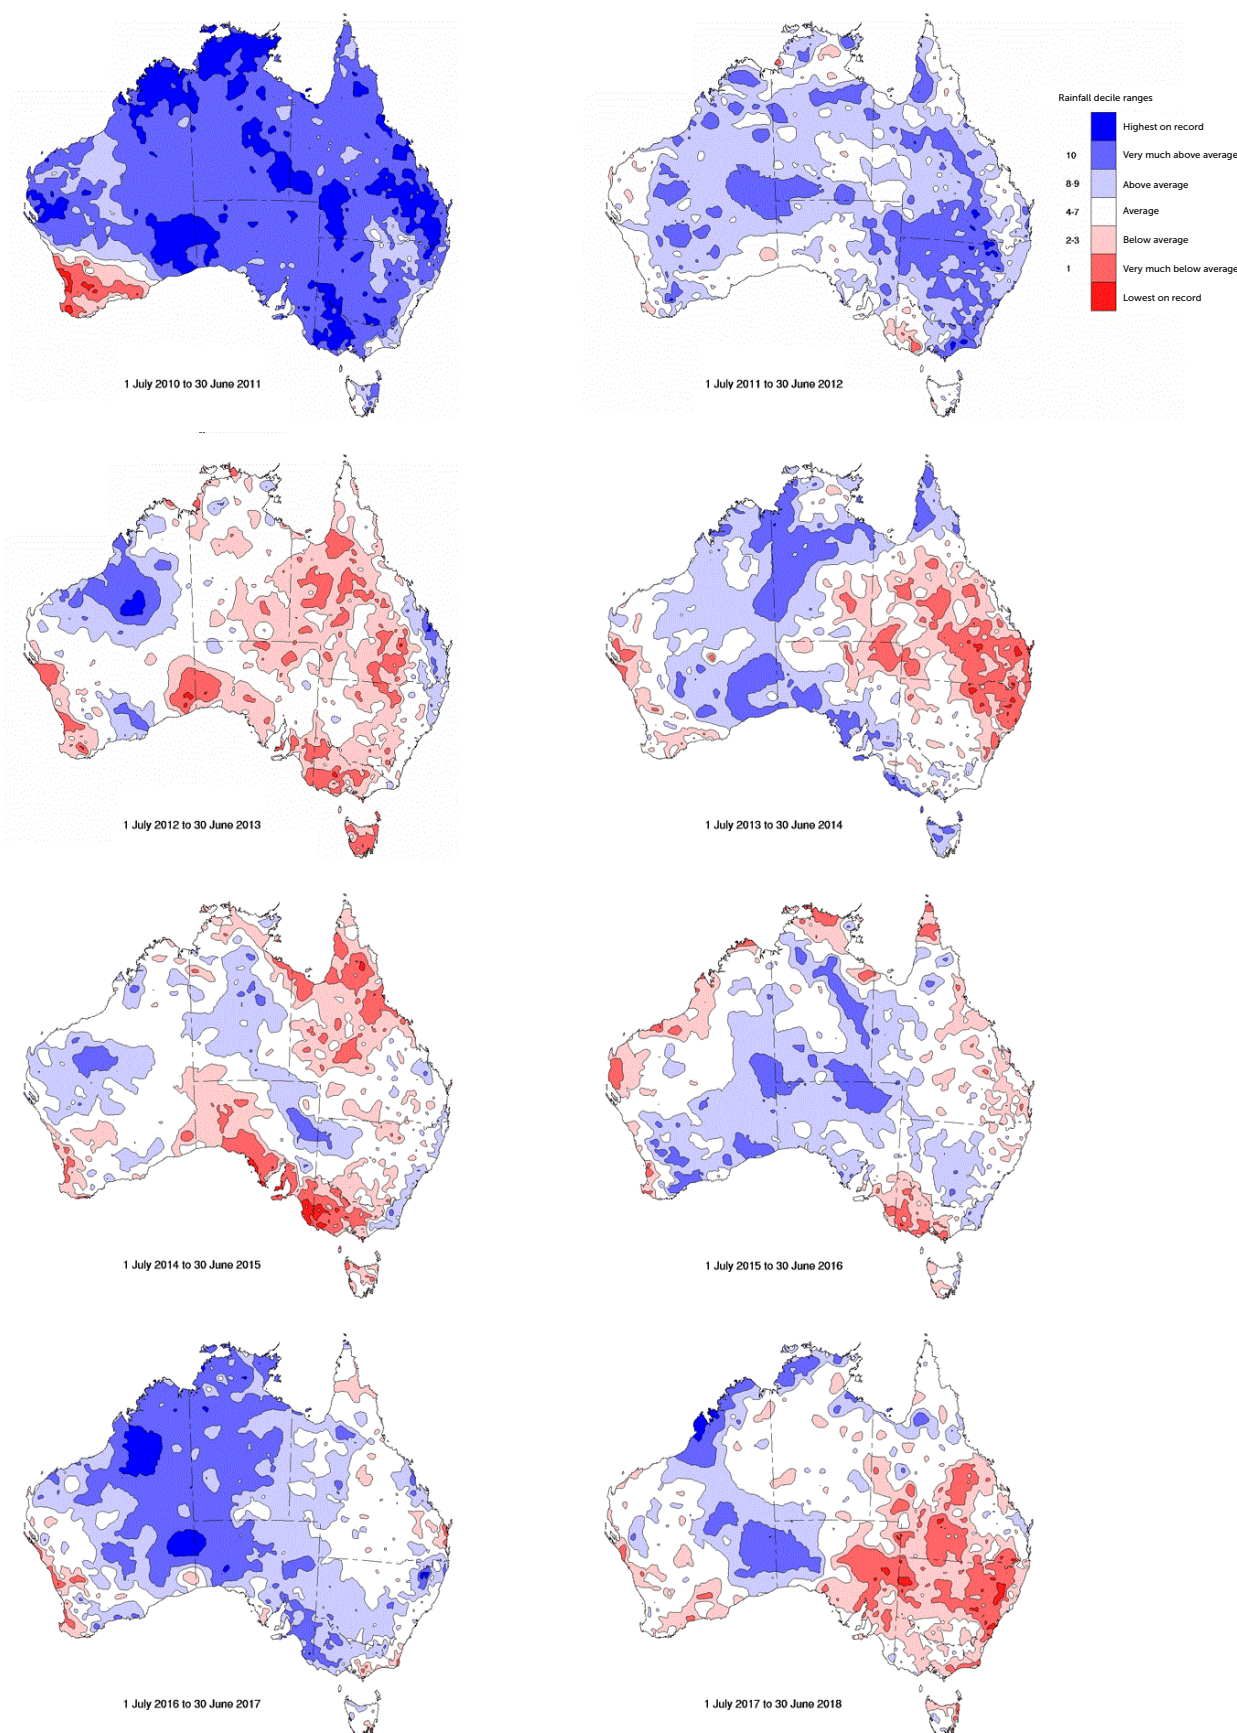 1 July 2010 to 30 June 2011
1 July 2011 to 30 June 2012
Rainfall decile ranges
Highest on record
10 Very much above average
8-9 Above average
4-7 Average
2-3 Below average
1 Very much below average
Lowest on record
1 July 2012 to 30 June 2013
1 July 2013 to 30 June 2014
1 July 2014 to 30 June 2015
1 July 2015 to 30 June 2016
1 July 2016 to 30 June 2017
1 July 2017 to 30 June 2018